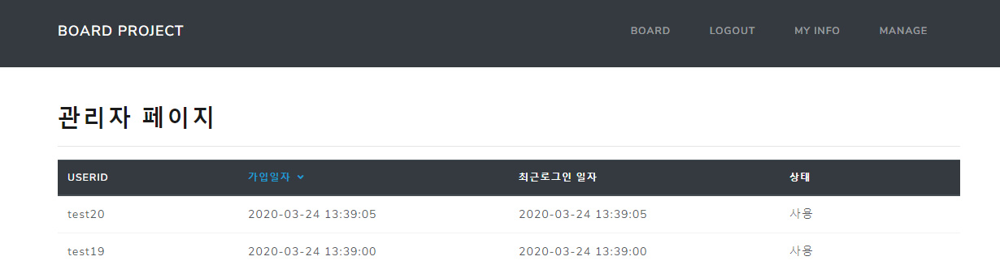 BOARD PROJECT BOARD LOGOUT MY INFO MANAGE
관리자 페이지
USERID 가입일자 최근로그인 일자 상태
test20 2020-03-24 13:39:05 2020-03-24 13:39:05 사용
test19 2020-03-24 13:39:00 2020-03-24 13:39:00 사용